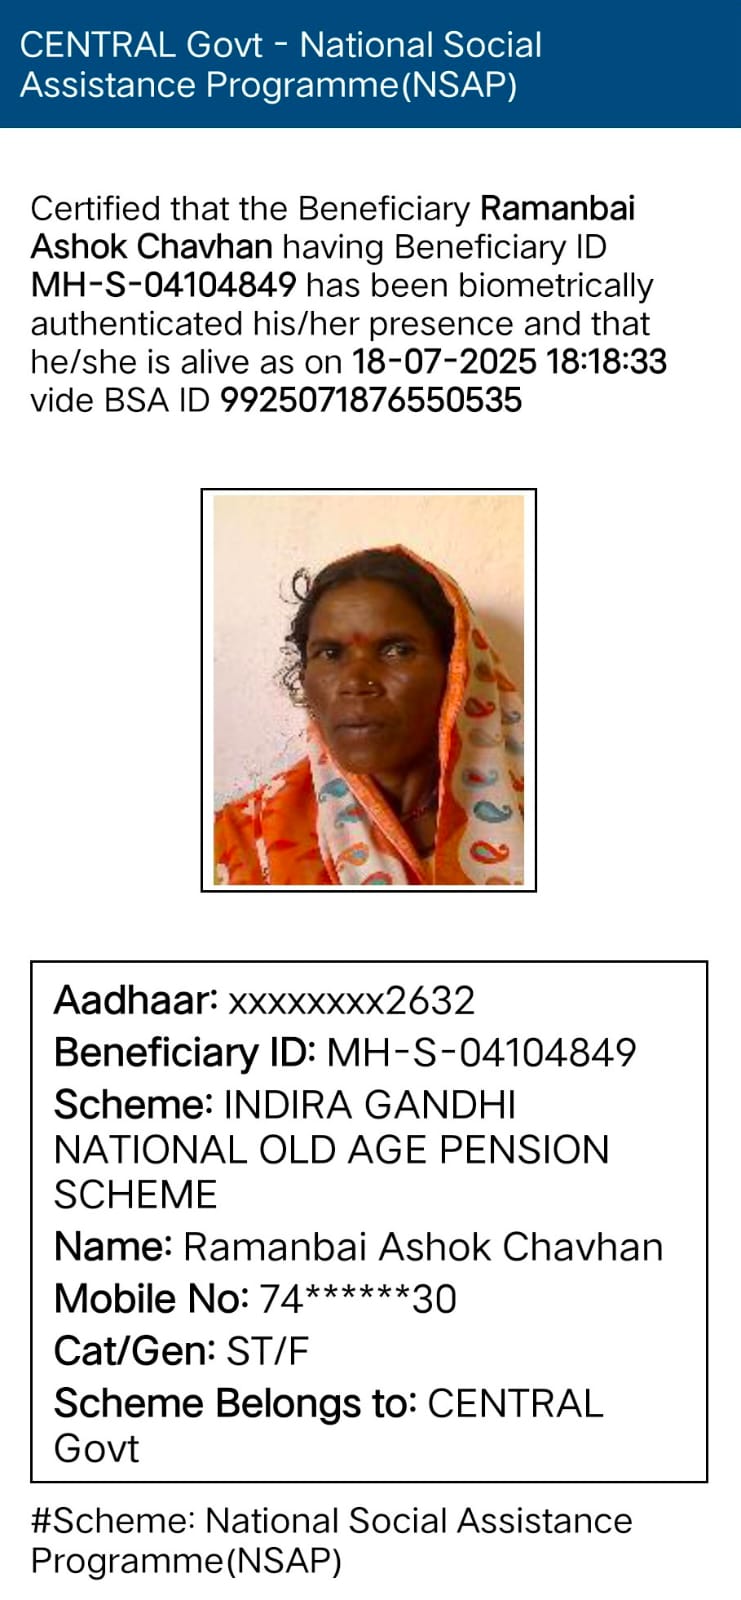 CENTRAL Govt - National Social
Assistance Programme(NSAP)
Certified that the Beneficiary Ramanbai
Ashok Chavhan having Beneficiary ID
MH-S-04104849 has been biometrically
authenticated his/her presence and that
he/she is alive as on 18-07-2025 18:18:33
vide BSA ID 9925071876550535
Aadhaar: xxxxxxxx2632
Beneficiary ID: MH-S-04104849
Scheme: INDIRA GANDHI
NATIONAL OLD AGE PENSION
SCHEME
Name: Ramanbai Ashok Chavhan
Mobile No: 74******30
Cat/Gen: ST/F
Scheme Belongs to: CENTRAL
Govt
#Scheme: National Social Assistance
Programme(NSAP)